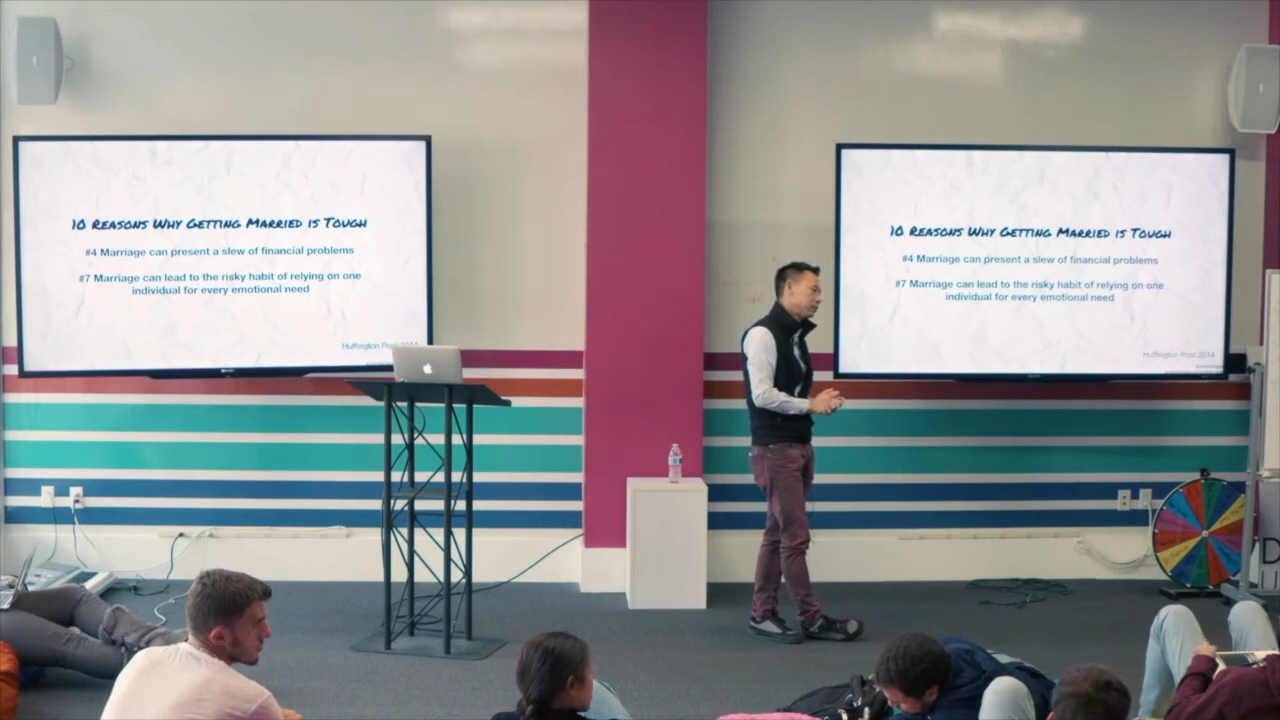 10 Reasons Why Getting Married is Tough
#4 Marriage can present a slew of financial problems
#7 Marriage can lead to the risky habit of relying on one
individual for every emotional need
Huffington Post 2014
10 Reasons Why Getting Married is Tough
#4 Marriage can present a slew of financial problems
#7 Marriage can lead to the risky habit of relying on one
individual for every emotional need
Huffington Post 2014
D